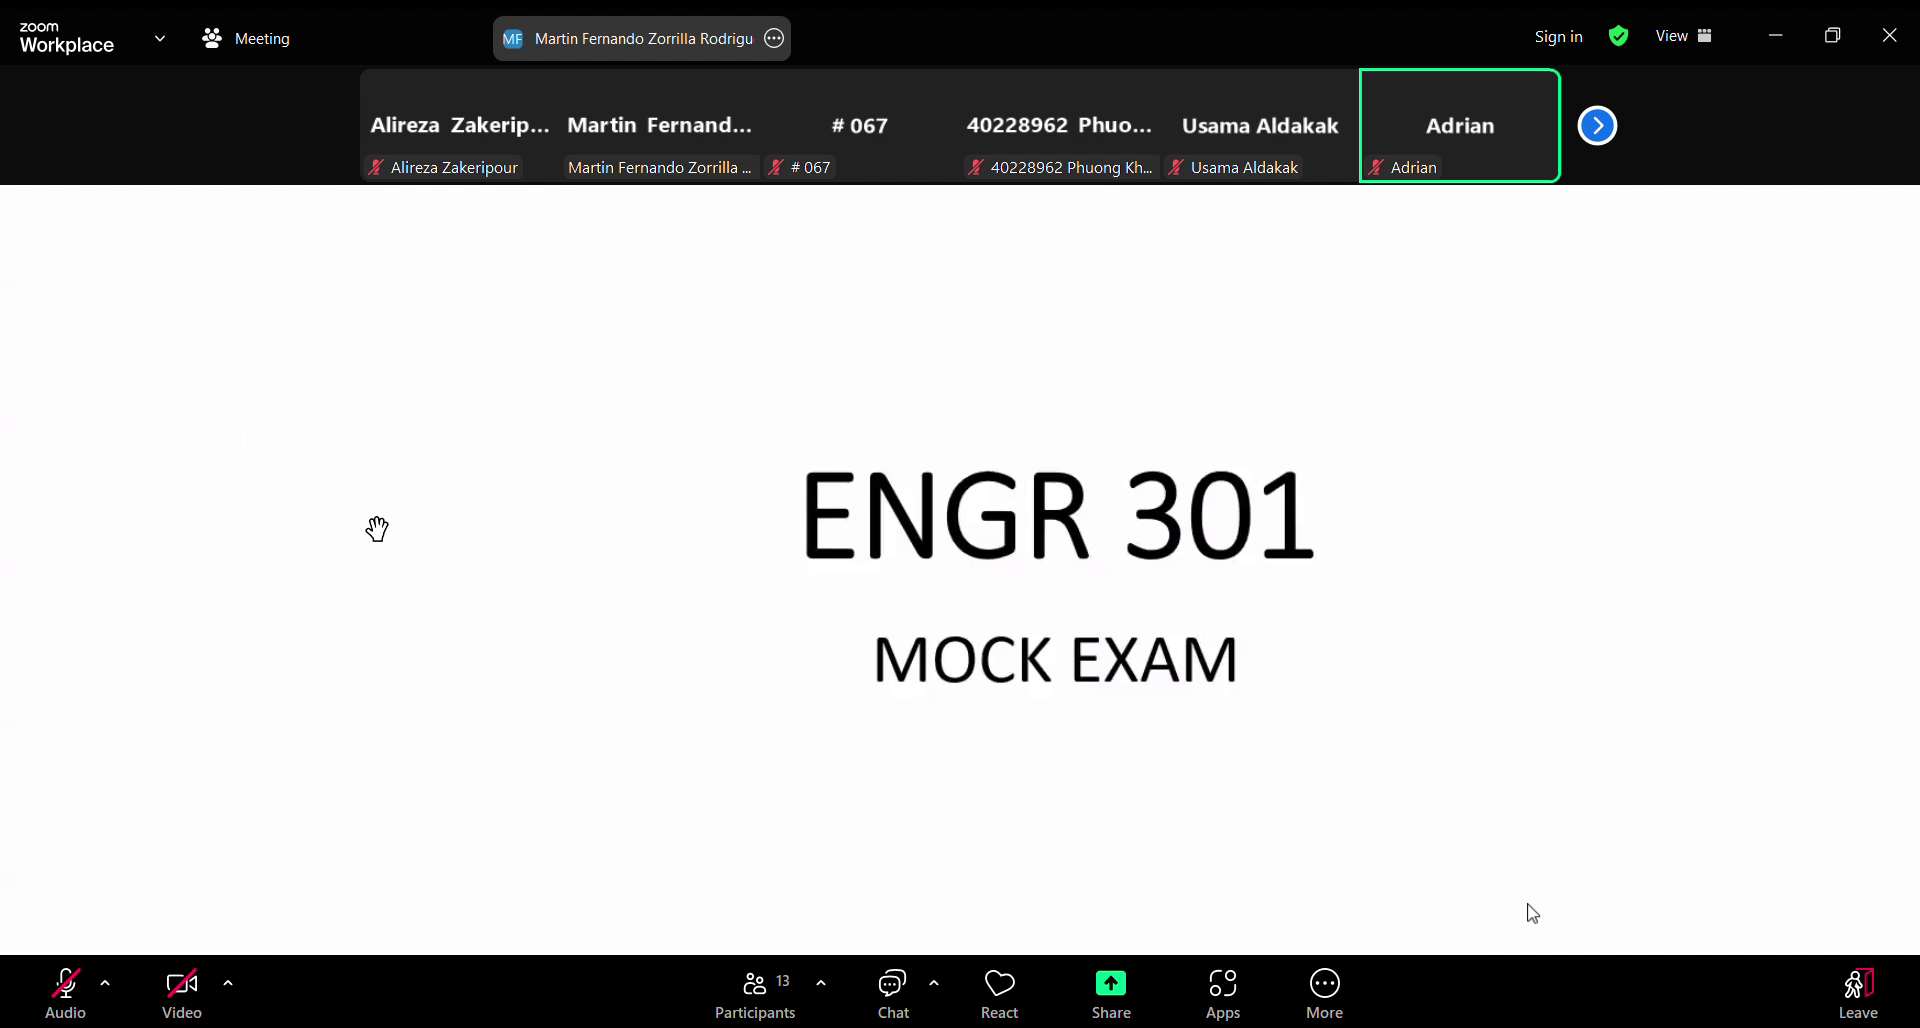 zoom
Workplace
Meeting
MF Martin Fernando Zorrilla Rodrigu
Sign in
View
Alireza Zakerip...
Martin Fernand...
# 067
40228962 Phuo...
Usama Aldakak
Adrian
Alireza Zakeripour
Martin Fernando Zorrilla ...
# 067
40228962 Phuong Kh...
Usama Aldakak
Adrian
ENGR 301
MOCK EXAM
Audio
Video
Participants
13
Chat
React
Share
Apps
More
Leave